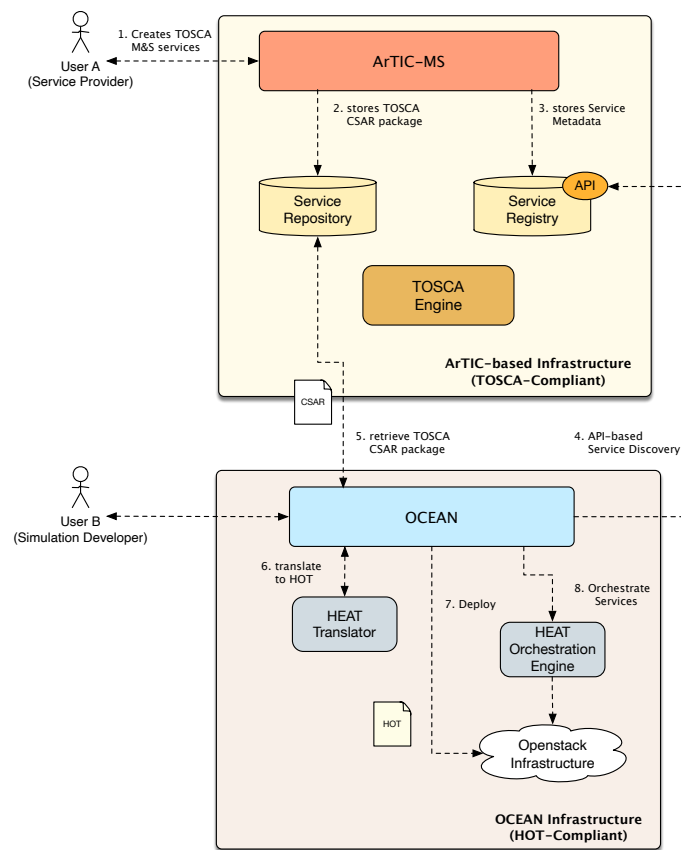 1. Creates TOSCA
M&S services
User A
(Service Provider)
ArTIC-MS
2. stores TOSCA
CSAR package
3. stores Service
Metadata
API
Service
Repository
Service
Registry
TOSCA
Engine
ArTIC-based Infrastructure
(TOSCA-Compliant)
CSAR
5. retrieve TOSCA
CSAR package
4. API-based
Service Discovery
User B
(Simulation Developer)
OCEAN
6. translate
to HOT
7. Deploy
8. Orchestrate
Services
HEAT
Translator
HEAT
Orchestration
Engine
HOT
Openstack
Infrastructure
OCEAN Infrastructure
(HOT-Compliant)